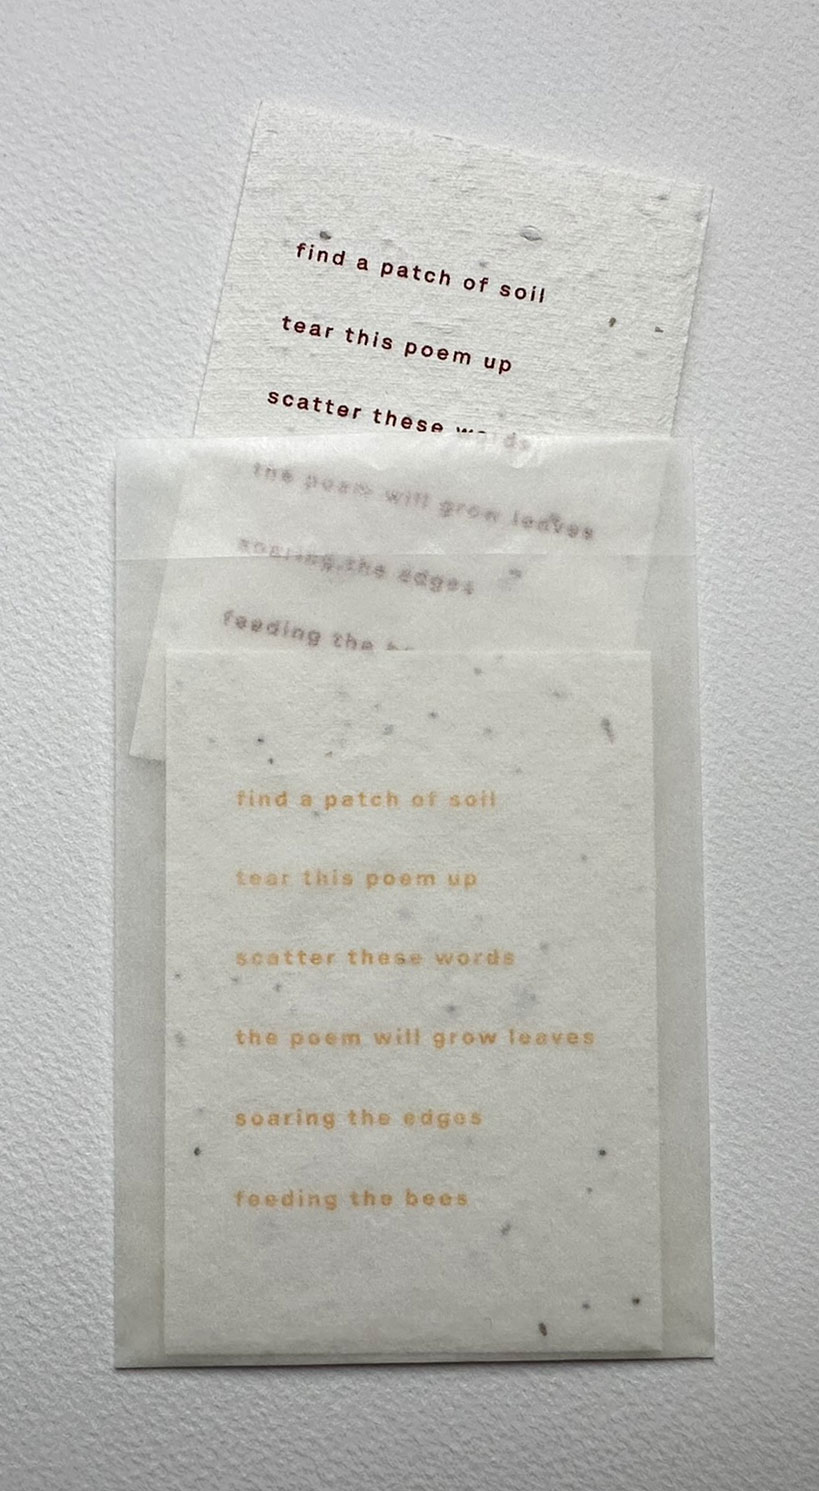 find a patch of soil
tear this poem up
scatter these words
the poem will grow leaves
soaring the edges
feeding the
find a patch of soil
tear this poem up
scatter these words
the poem will grow leaves
soaring the edges
feeding the bees